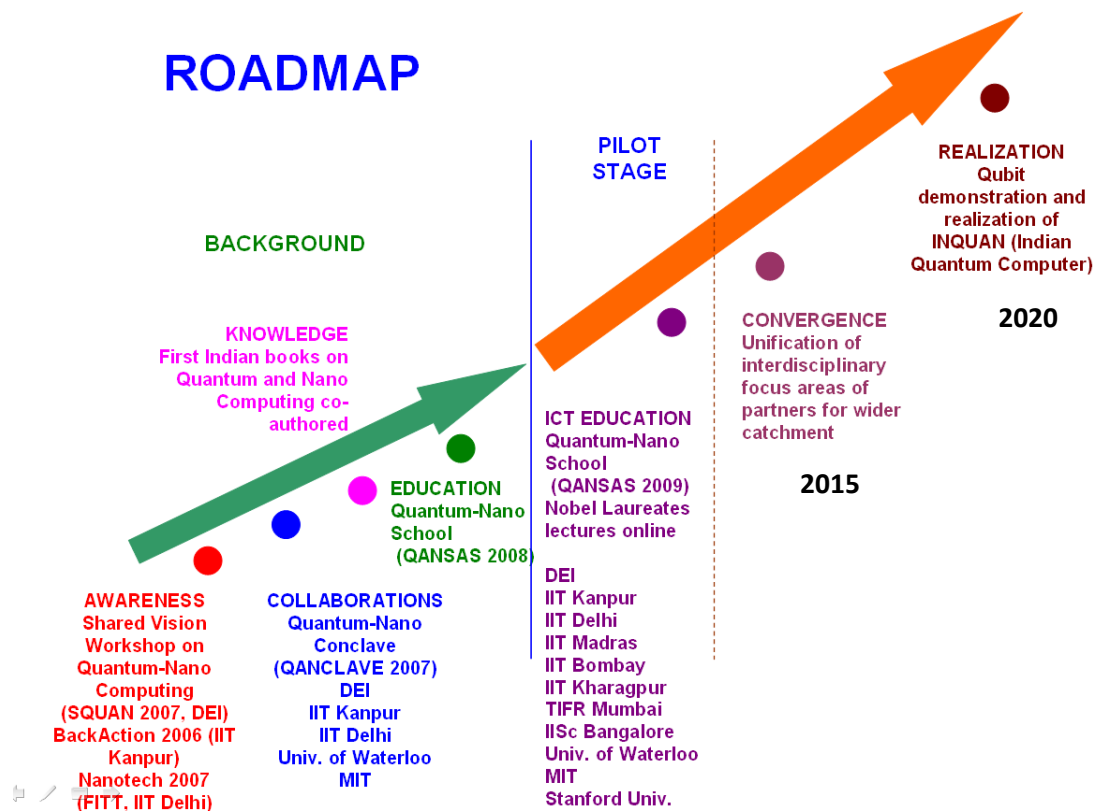 ROADMAP
BACKGROUND
KNOWLEDGE
First Indian books on
Quantum and Nano
Computing co-
authored
AWARENESS
Shared Vision
Workshop on
Quantum-Nano
Computing
(SQUAN 2007, DEI)
BackAction 2006 (IIT
Kanpur)
Nanotech 2007
(FITT, IIT Delhi)
COLLABORATIONS
Quantum-Nano
Conclave
(QANCLAVE 2007)
DEI
IIT Kanpur
IIT Delhi
Univ. of Waterloo
MIT
EDUCATION
Quantum-Nano
School
(QANSAS 2008)
PILOT
STAGE
ICT EDUCATION
Quantum-Nano
School
(QANSAS 2009)
Nobel Laureates
lectures online
DEI
IIT Kanpur
IIT Delhi
IIT Madras
IIT Bombay
IIT Kharagpur
TIFR Mumbai
IISc Bangalore
Univ. of Waterloo
MIT
Stanford Univ.
CONVERGENCE
Unification of
interdisciplinary
focus areas of
partners for wider
catchment
2015
REALIZATION
Qubit
demonstration and
realization of
INQUAN (Indian
Quantum Computer)
2020